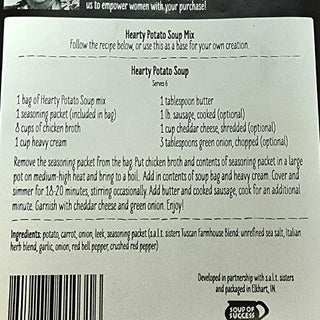 us to empower women with your purchase!
Hearty Potato Soup Mix
Follow the recipe below, or use this as a base for your own creation.
Hearty Potato Soup
Serves 6
1 bag of Hearty Potato Soup mix
1 seasoning packet (included in bag)
8 cups of chicken broth
1 cup heavy cream
1 tablespoon butter
1 lb. sausage, cooked (optional)
1 cup cheddar cheese, shredded (optional)
3 tablespoons green onion, chopped (optional)
Remove the seasoning packet from the bag. Put chicken broth and contents of seasoning packet in a large
pot on medium-high heat and bring to a boil. Add in contents of soup bag and heavy cream. Cover and
simmer for 18-20 minutes, stirring occasionally. Add butter and cooked sausage, cook for an additional
minute. Garnish with cheddar cheese and green onion. Enjoy!
Ingredients: potato, carrot, onion, leek, seasoning packet (s.a.l.t. sisters Tuscan Farmhouse Blend: unrefined sea salt, Italian
herb blend, garlic, onion, red bell pepper, crushed red pepper)
Developed in partnership with s.a.l.t. sisters
and packaged in Elkhart, IN.
SOUP OF
SUCCESS